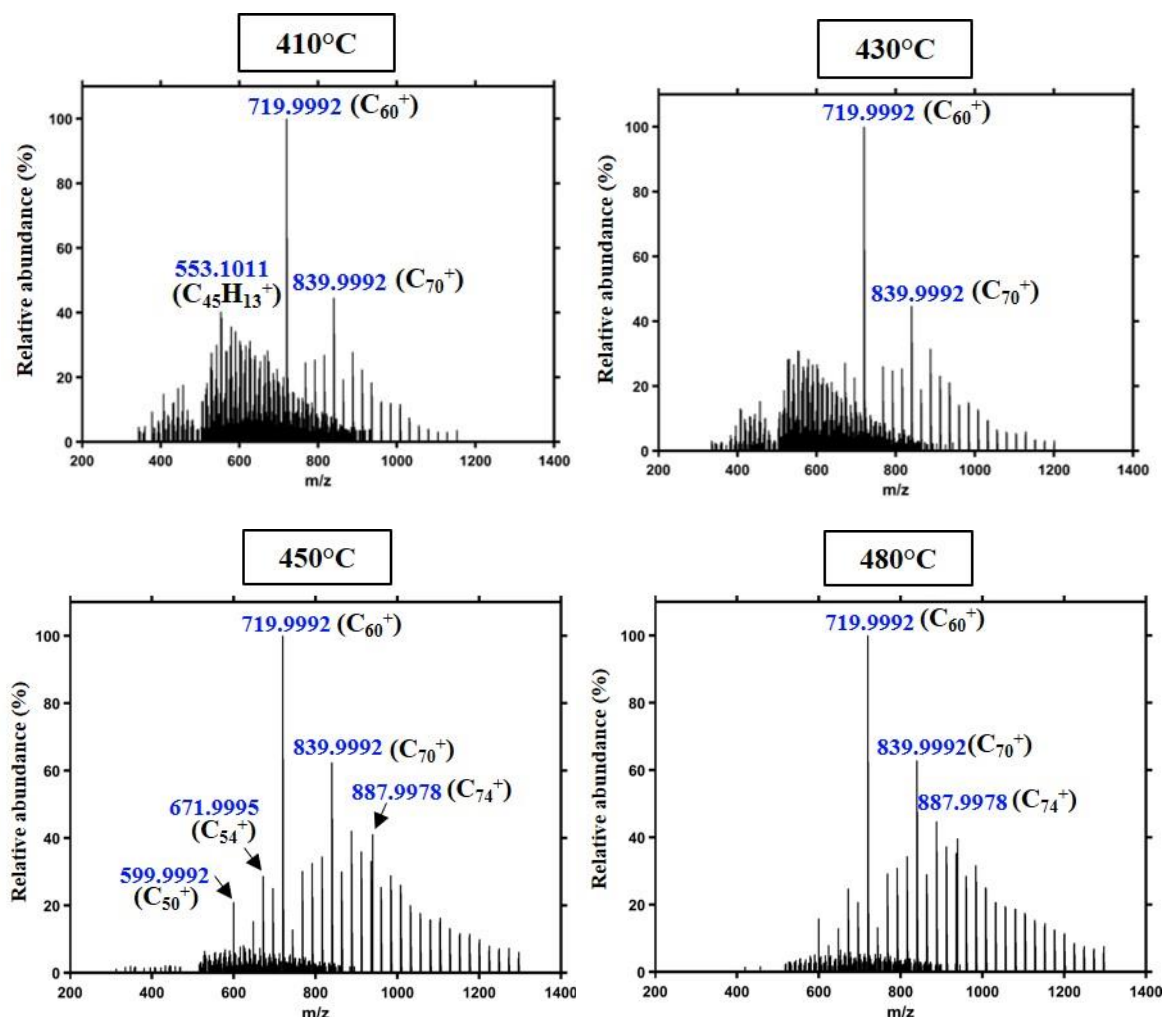 410°C
Relative abundance (%)
100
80
60
40
20
0
719.9992 (C₆₀⁺)
553.1011
(C₄₅H₁₃⁺)
839.9992 (C₇₀⁺)
200 400 600 800 1000 1200 1400
m/z
430°C
Relative abundance (%)
100
80
60
40
20
0
719.9992 (C₆₀⁺)
839.9992 (C₇₀⁺)
200 400 600 800 1000 1200 1400
m/z
450°C
Relative abundance (%)
100
80
60
40
20
0
719.9992 (C₆₀⁺)
839.9992 (C₇₀⁺)
887.9978 (C₇₄⁺)
671.9995
(C₅₄⁺)
599.9992
(C₅₀⁺)
200 400 600 800 1000 1200 1400
m/z
480°C
Relative abundance (%)
100
80
60
40
20
0
719.9992 (C₆₀⁺)
839.9992(C₇₀⁺)
887.9978 (C₇₄⁺)
200 400 600 800 1000 1200 1400
m/z